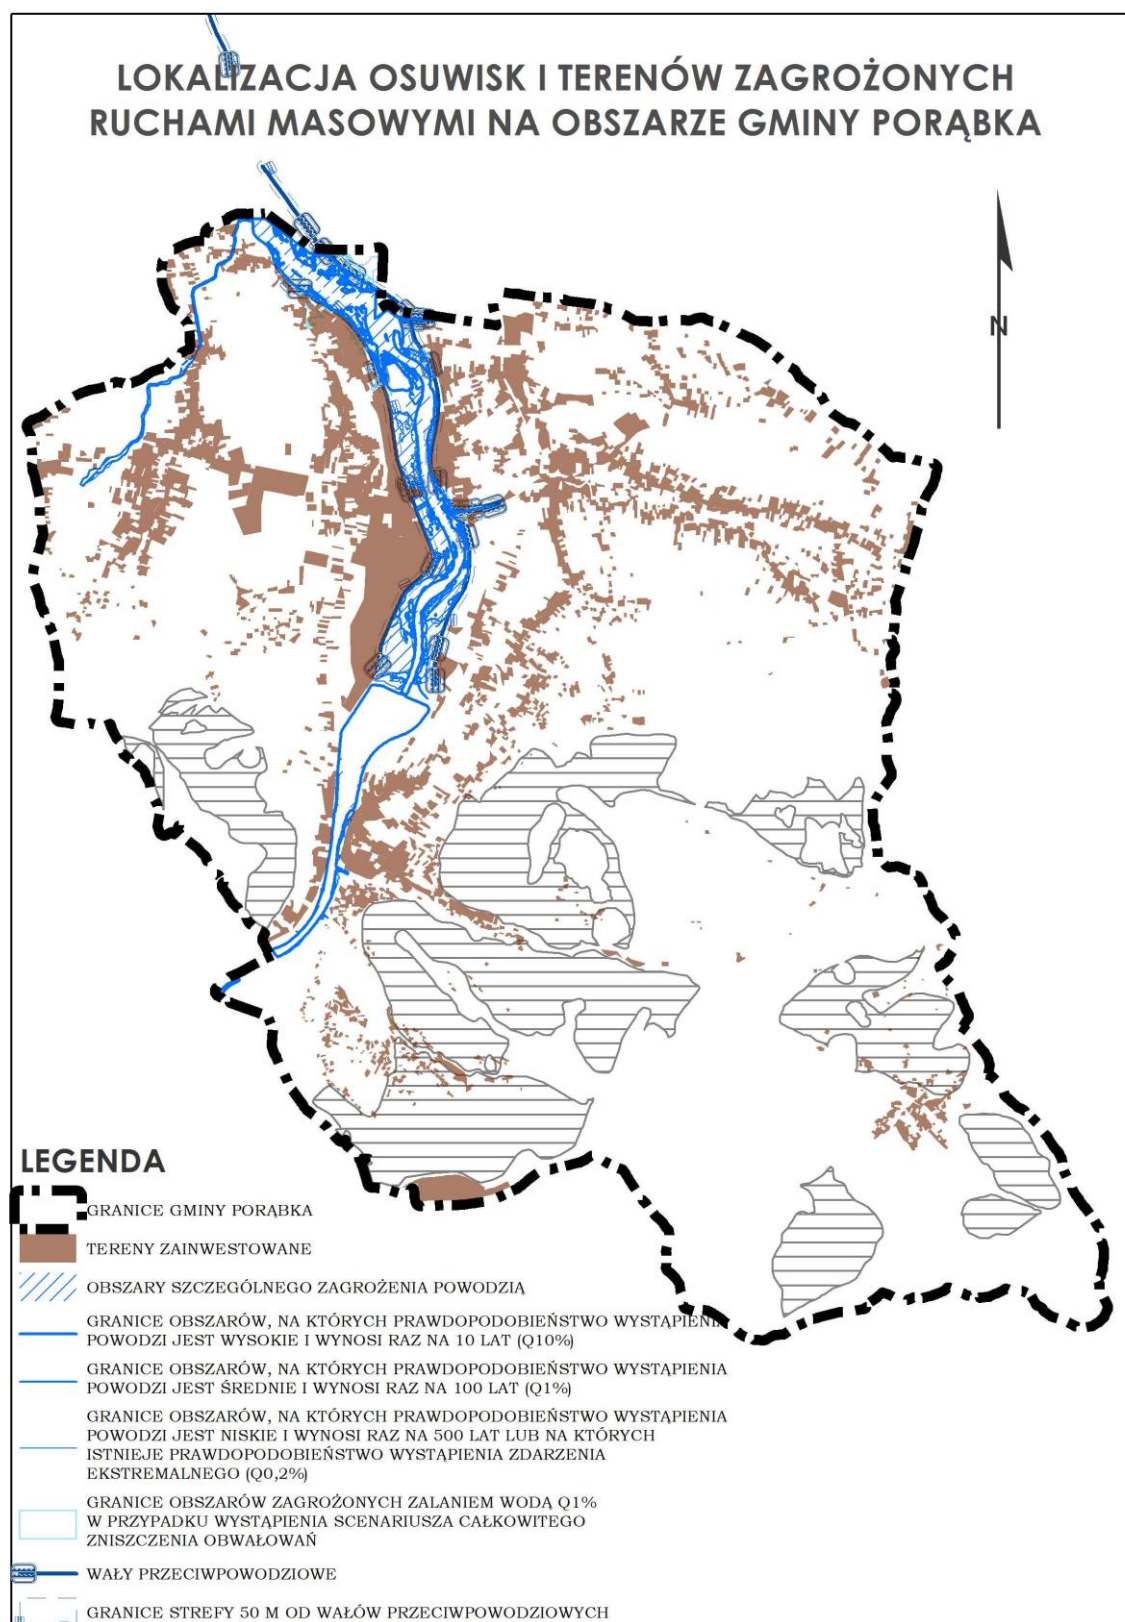 LOKALIZACJA OSUWISK I TERENÓW ZAGROŻONYCH
RUCHAMI MASOWYMI NA OBSZARZE GMINY PORĄBKA
N
LEGENDA
GRANICE GMINY PORĄBKA
TERENY ZAINWESTOWANE
OBSZARY SZCZEGÓLNEGO ZAGROŻENIA POWODZIĄ
GRANICE OBSZARÓW, NA KTÓRYCH PRAWDOPODOBIEŃSTWO WYSTĄPIENIA
POWODZI JEST WYSOKIE I WYNOSI RAZ NA 10 LAT (Q10%)
GRANICE OBSZARÓW, NA KTÓRYCH PRAWDOPODOBIEŃSTWO WYSTĄPIENIA
POWODZI JEST ŚREDNIE I WYNOSI RAZ NA 100 LAT (Q1%)
GRANICE OBSZARÓW, NA KTÓRYCH PRAWDOPODOBIEŃSTWO WYSTĄPIENIA
POWODZI JEST NISKIE I WYNOSI RAZ NA 500 LAT LUB NA KTÓRYCH
ISTNIEJE PRAWDOPODOBIEŃSTWO WYSTĄPIENIA ZDARZENIA
EKSTREMALNEGO (Q0,2%)
GRANICE OBSZARÓW ZAGROŻONYCH ZALANIEM WODĄ Q1%
W PRZYPADKU WYSTĄPIENIA SCENARIUSZA CAŁKOWITEGO
ZNISZCZENIA OBWAŁOWAŃ
WAŁY PRZECIWPOWODZIOWE
GRANICE STREFY 50 M OD WAŁÓW PRZECIWPOWODZIOWYCH